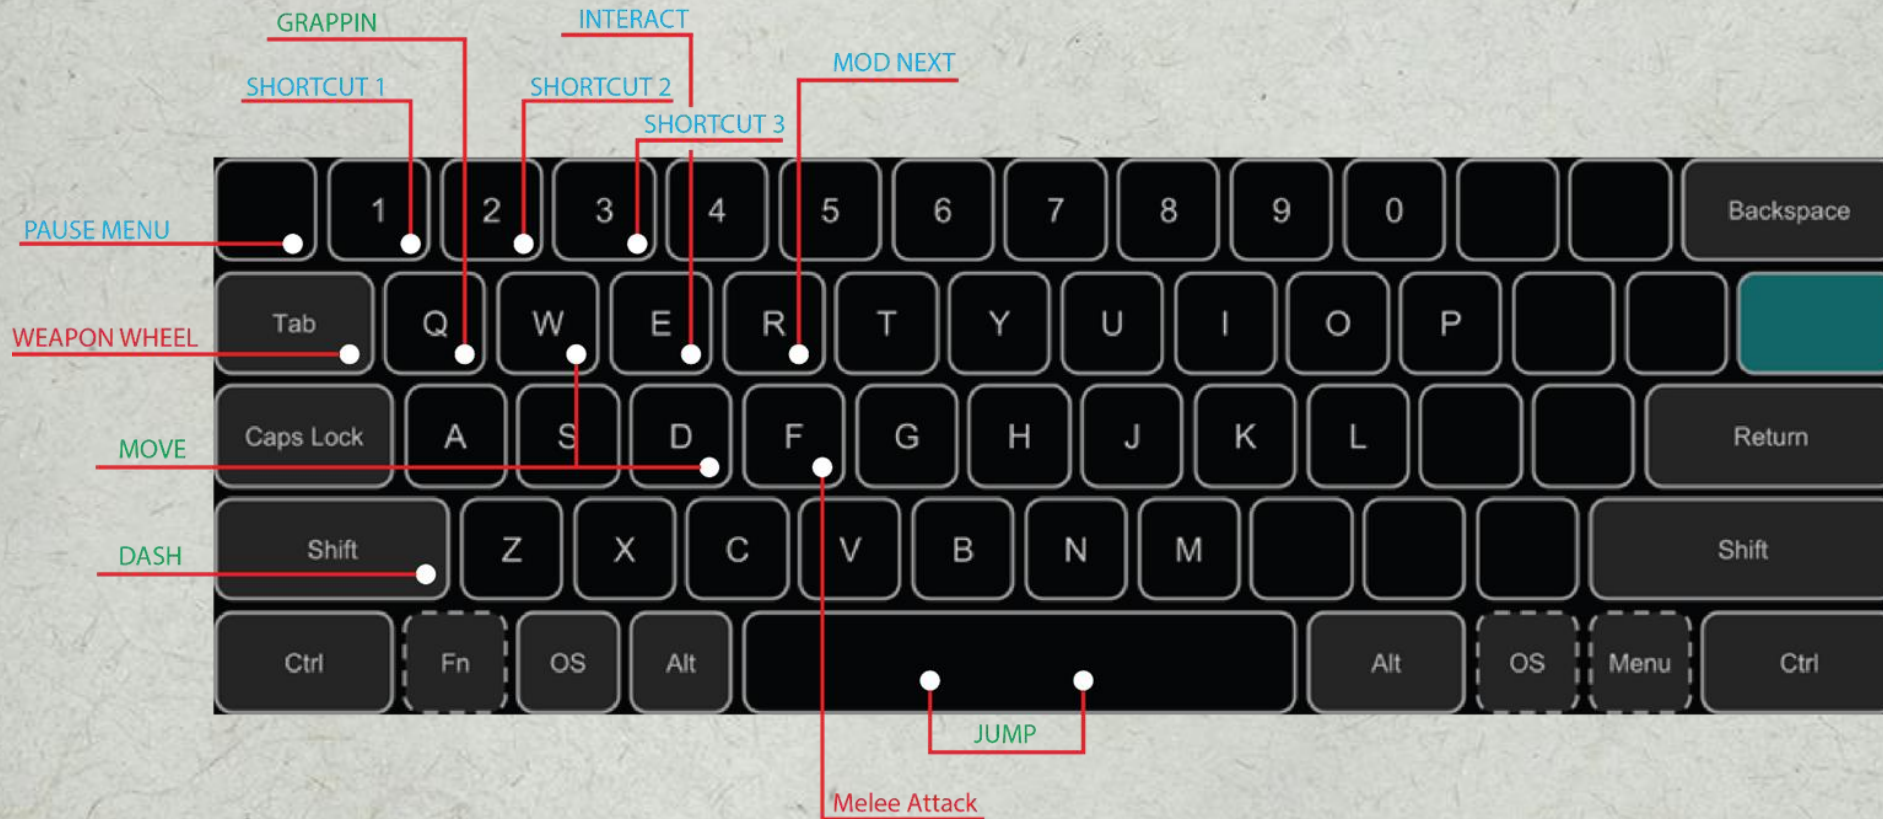 GRAPPIN
INTERACT
MOD NEXT
SHORTCUT 1
SHORTCUT 2
SHORTCUT 3
1 2 3 4 5 6 7 8 9 0 Backspace
PAUSE MENU
Tab Q W E R T Y U I O P
WEAPON WHEEL
Caps Lock A S D F G H J K L Return
MOVE
Shift Z X C V B N M Shift
DASH
Ctrl Fn OS Alt Alt OS Menu Ctrl
JUMP
Melee Attack